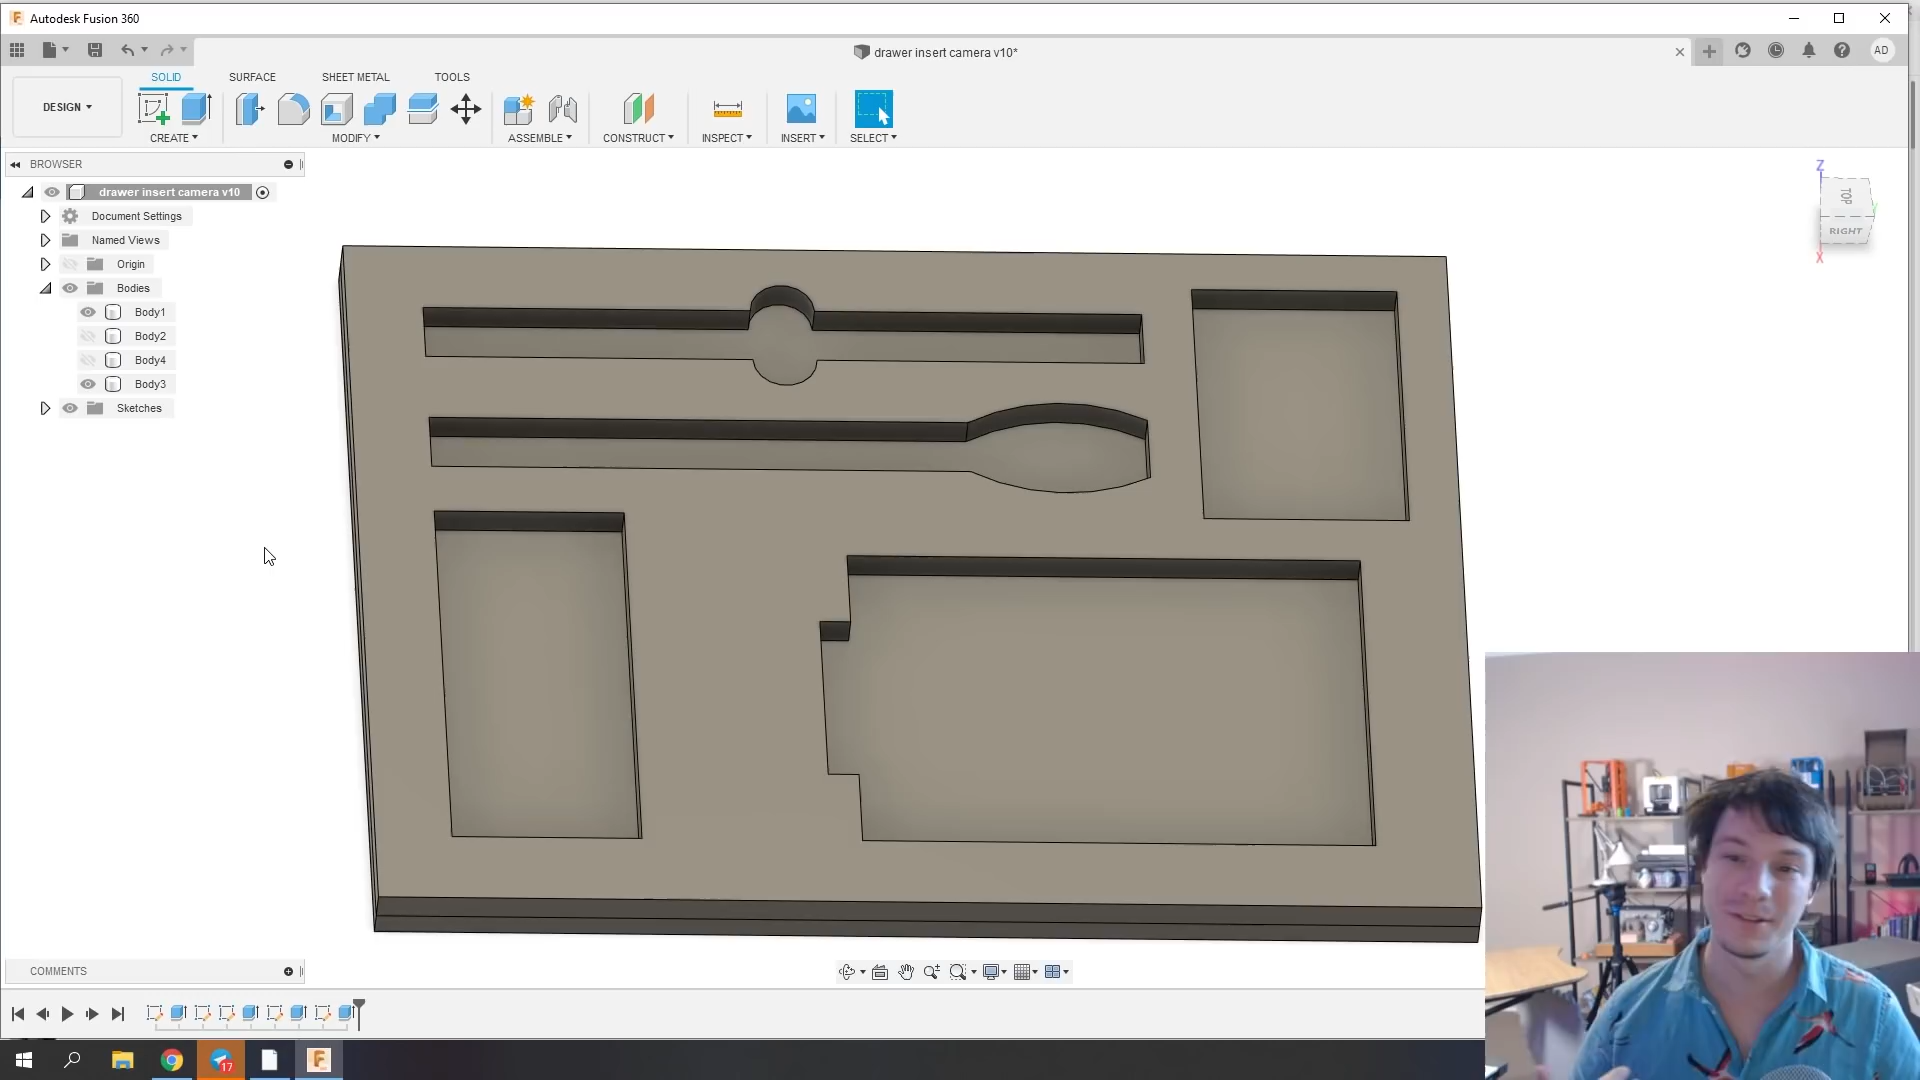 Autodesk Fusion 360
drawer insert camera v10*
AD
DESIGN
SOLID SURFACE SHEET METAL TOOLS
CREATE MODIFY ASSEMBLE CONSTRUCT INSPECT INSERT SELECT
BROWSER
drawer insert camera v10
Document Settings
Named Views
Origin
Bodies
Body1
Body2
Body4
Body3
Sketches
Z
TOP
RIGHT
X
COMMENTS
17